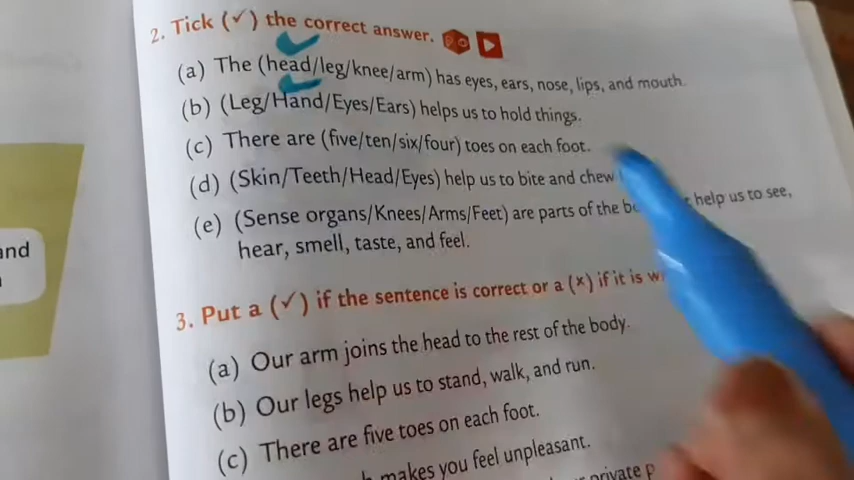 2. Tick (✓) the correct answer.
(a) The (head/leg/knee/arm) has eyes, ears, nose, lips, and mouth.
(b) (Leg/Hand/Eyes/Ears) helps us to hold things.
(c) There are (five/ten/six/four) toes on each foot.
(d) (Skin/Teeth/Head/Eyes) help us to bite and chew
(e) (Sense organs/Knees/Arms/Feet) are parts of the help us to see,
hear, smell, taste, and feel.
and
3. Put a (✓) if the sentence is correct or a (×) if it is
(a) Our arm joins the head to the rest of the body.
(b) Our legs help us to stand, walk, and run.
(c) There are five toes on each foot.
makes you feel unpleasant.
private